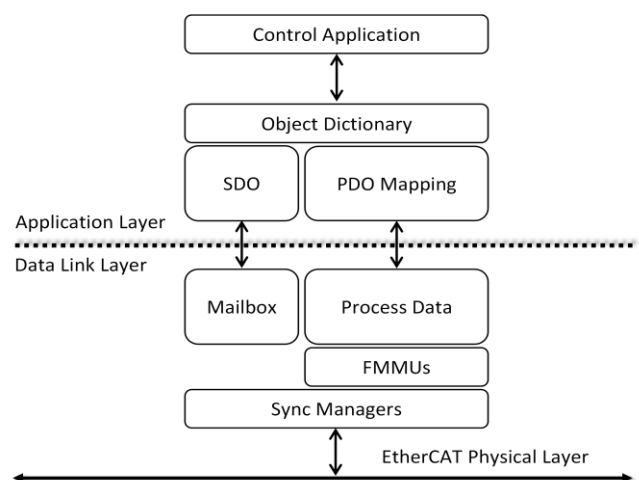 Control Application
Object Dictionary
SDO
PDO Mapping
Application Layer
Data Link Layer
Mailbox
Process Data
FMMUs
Sync Managers
EtherCAT Physical Layer